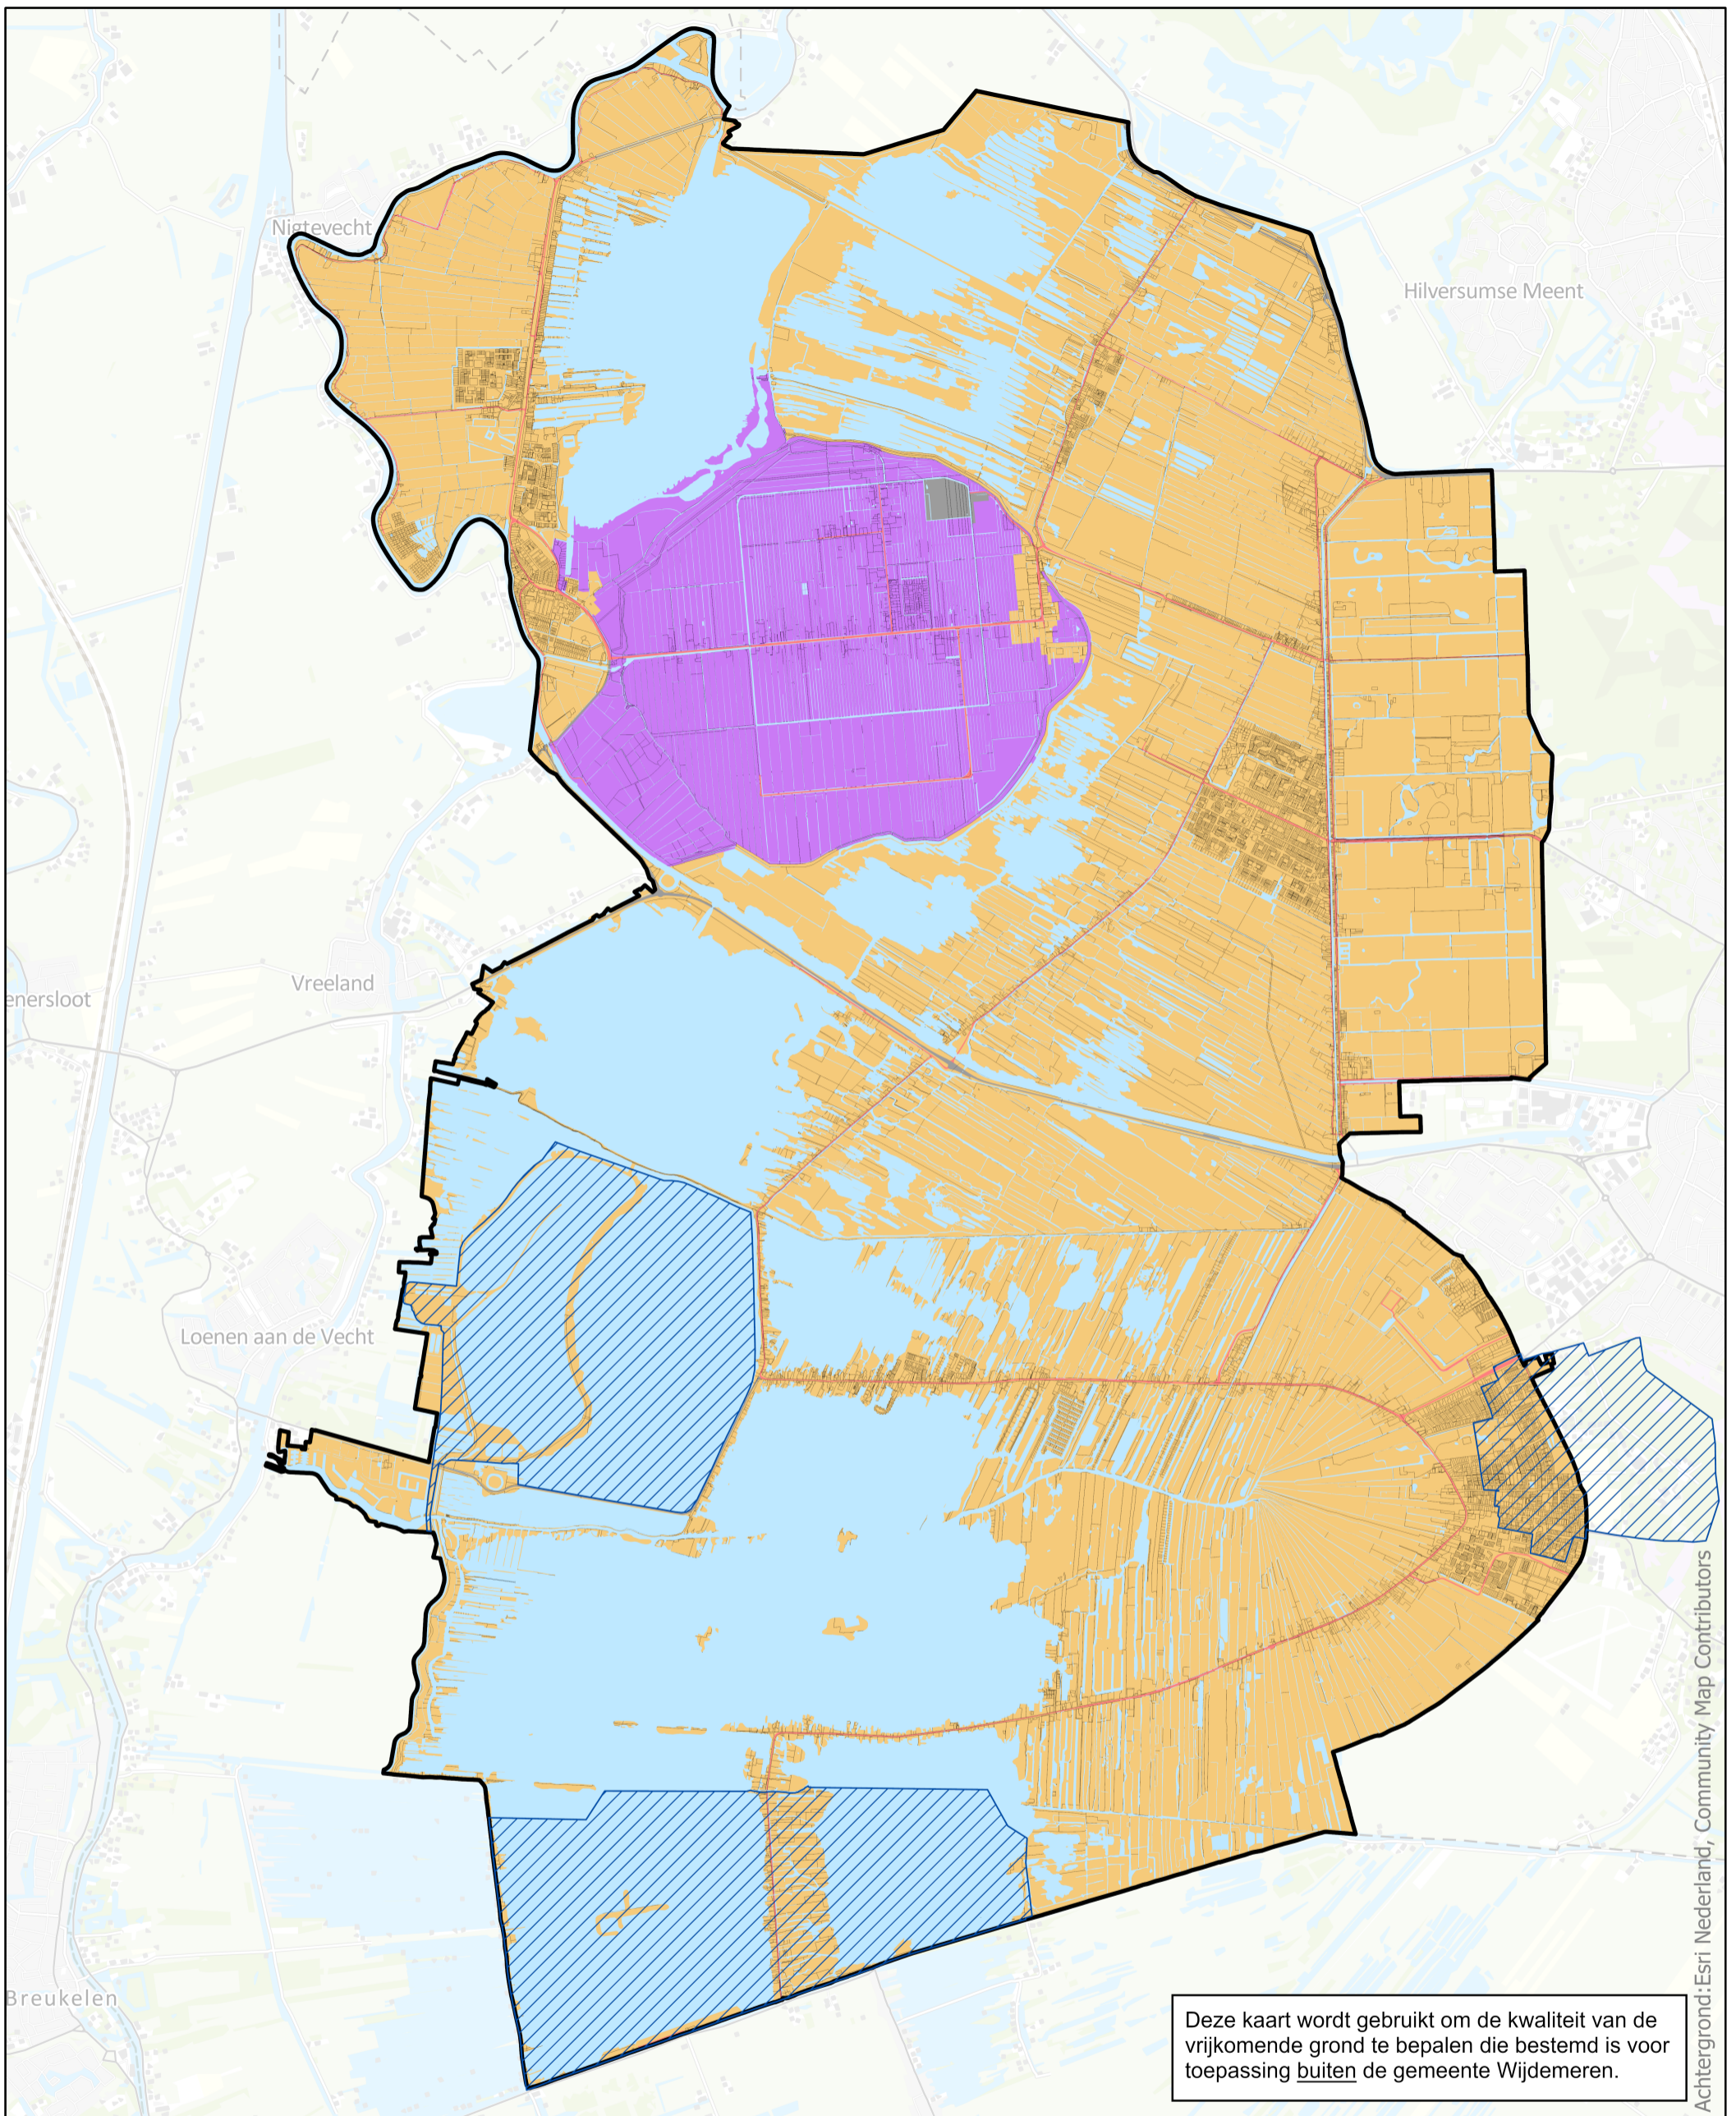 Nigtevecht
Hilversumse Meent
Vreeland
enersloot
Loenen aan de Vecht
Breukelen
Deze kaart wordt gebruikt om de kwaliteit van de
vrijkomende grond te bepalen die bestemd is voor
toepassing buiten de gemeente Wijdemeren.
Achtergrond:Esri Nederland, Community Map Contributors